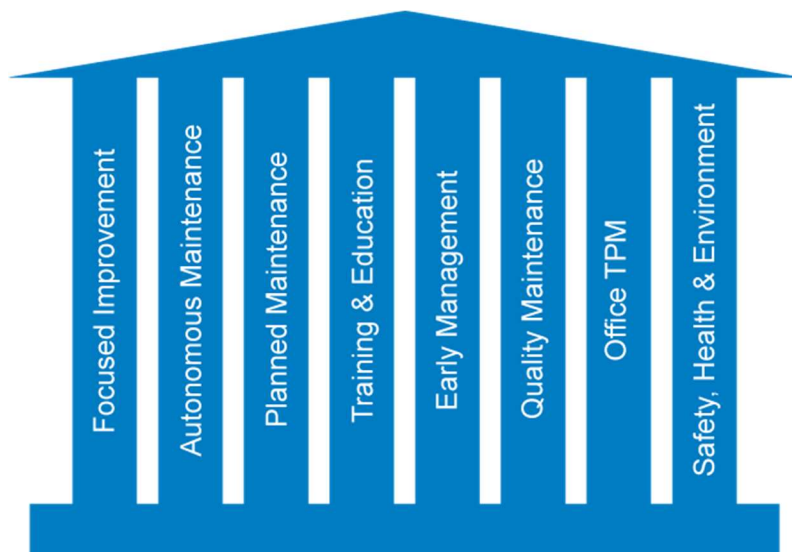 Focused Improvement
Autonomous Maintenance
Planned Maintenance
Training & Education
Early Management
Quality Maintenance
Office TPM
Safety, Health & Environment